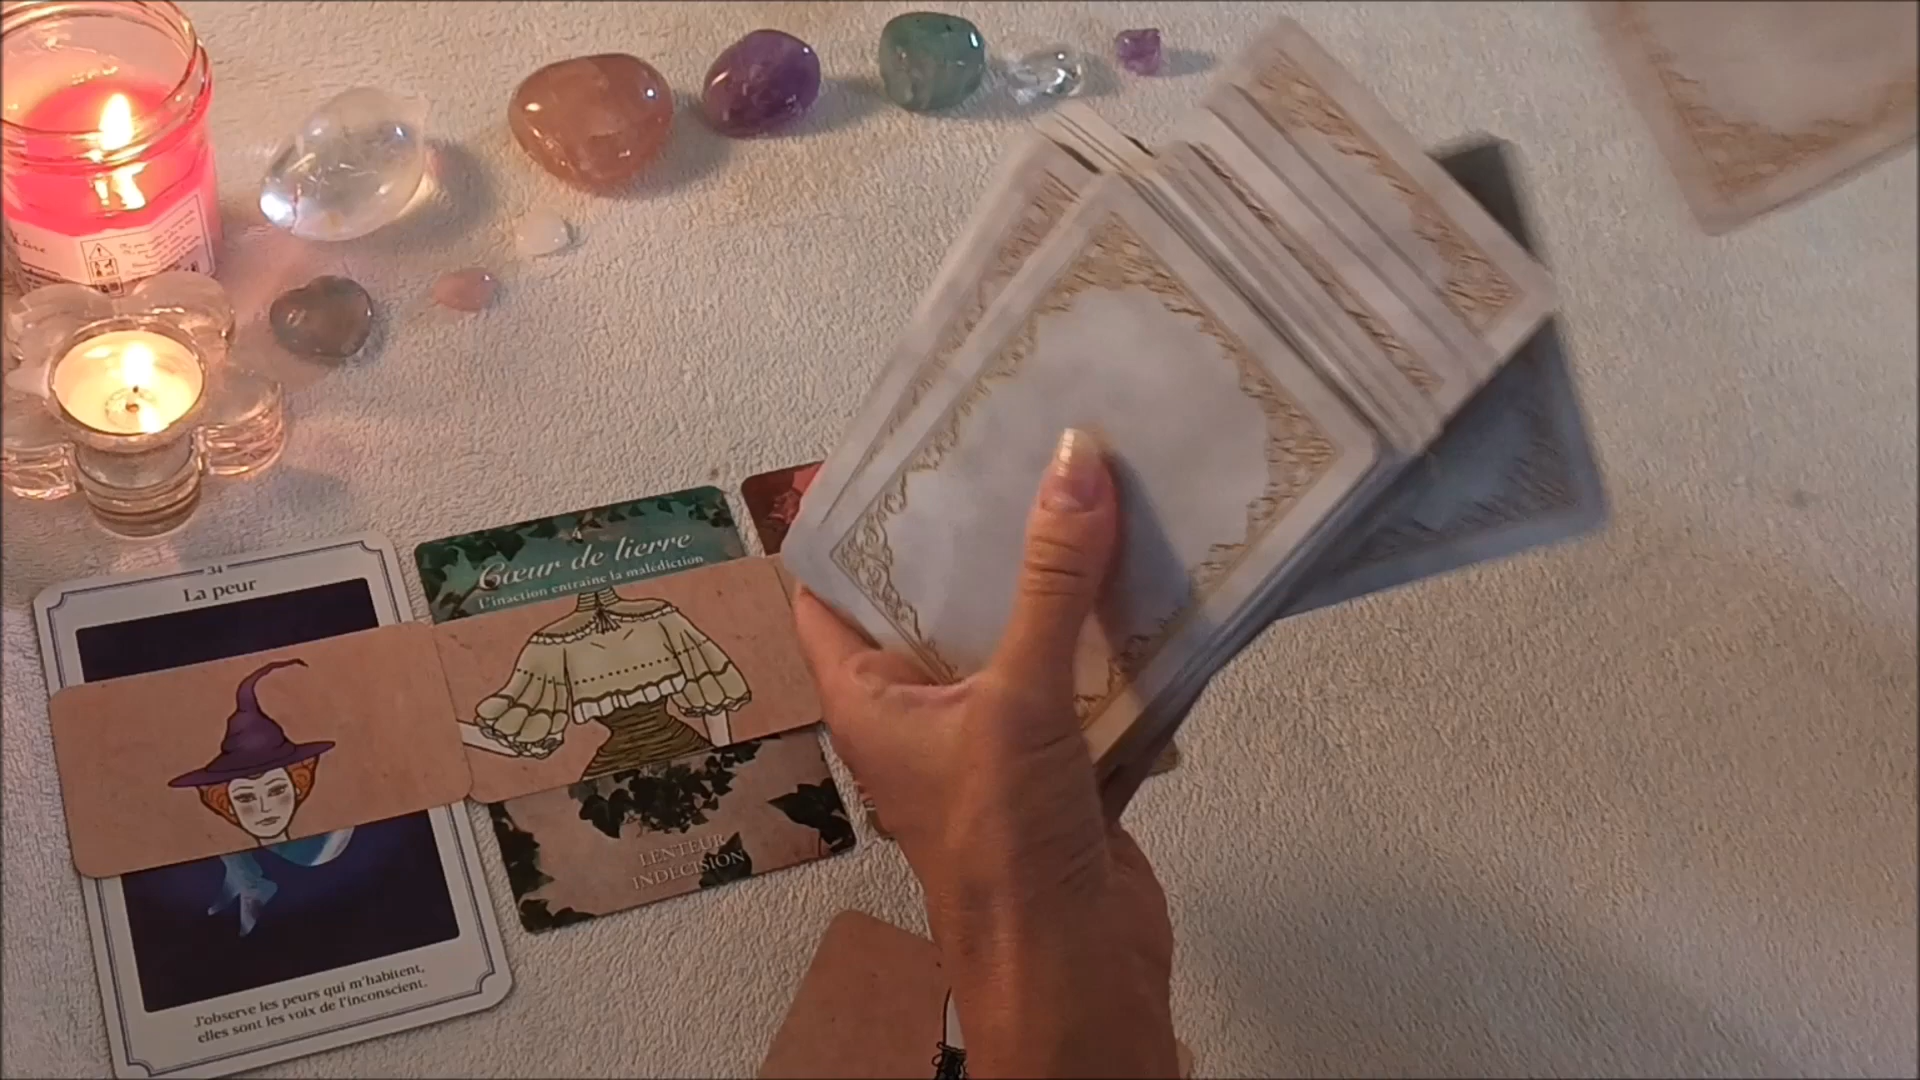 34
La peur
J'observe les peurs qui m'habitent,
elles sont les voix de l'inconscient.
4
Cœur de lierre
L'inaction entraîne la malédiction
LENTEUR
INDÉCISION